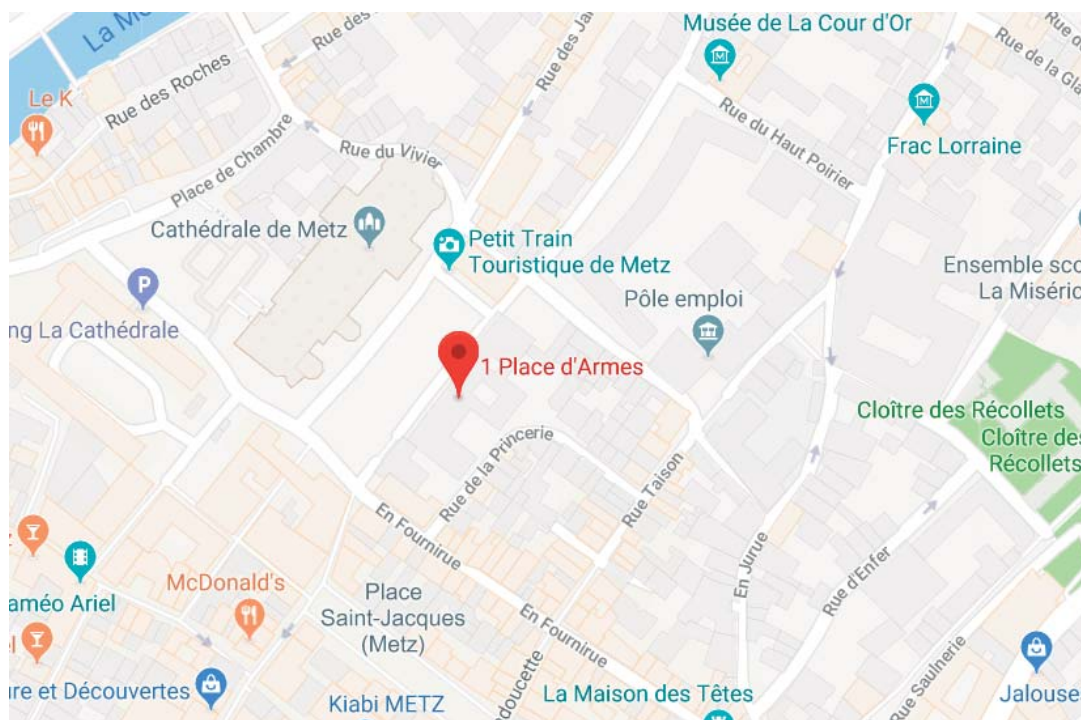 La Mo
Rue des
Rue des Ja
Musée de La Cour d'Or
Rue de
Rue de la Gla
Le K
Rue des Roches
Rue du Haut Poirier
Frac Lorraine
Place de Chambre
Rue du Vivier
Cathédrale de Metz
Petit Train
Touristique de Metz
Ensemble sco
La Miséric
P
Pôle emploi
ng La Cathédrale
1 Place d'Armes
Cloître des Récollets
Cloître des
Récollets
Rue de la Princerie
Rue Taison
En Fournirue
McDonald's
améo Ariel
Place
Saint-Jacques
(Metz)
En Jurue
Rue d'Enfer
En Fournirue
Rue Saulnerie
re et Découvertes
Kiabi METZ
doucette
La Maison des Têtes
Jalouse